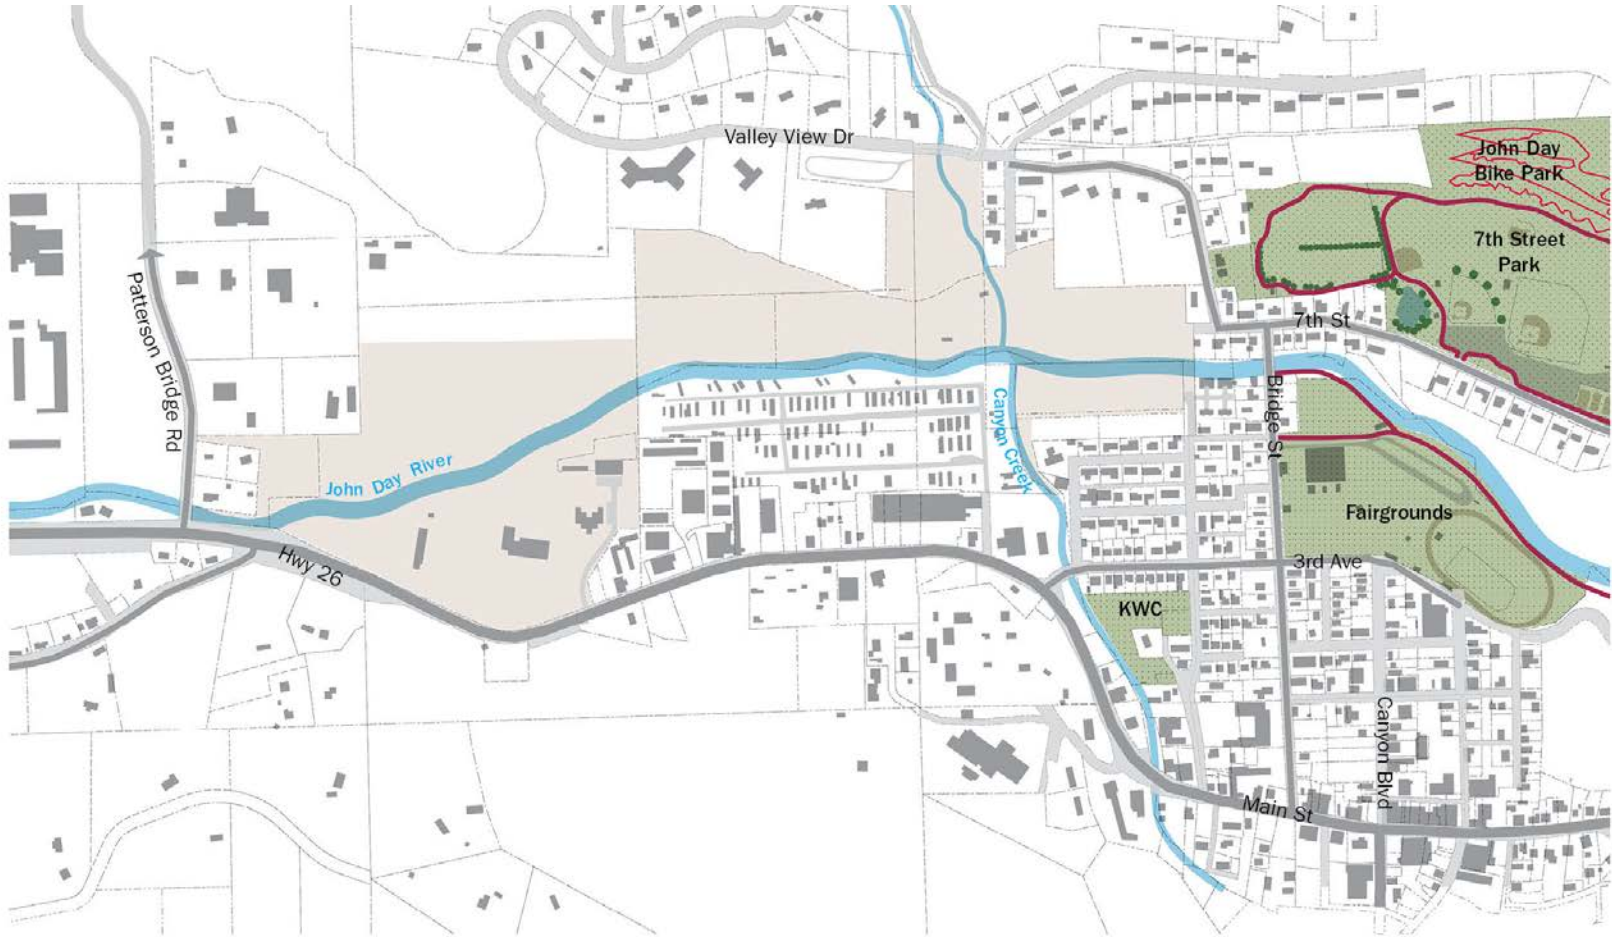 Valley View Dr
John Day
Bike Park
7th Street
Park
Patterson Bridge Rd
7th St
Bridge St
Canyon Creek
John Day River
Fairgrounds
Hwy 26
3rd Ave
KWC
Canyon Blvd
Main St